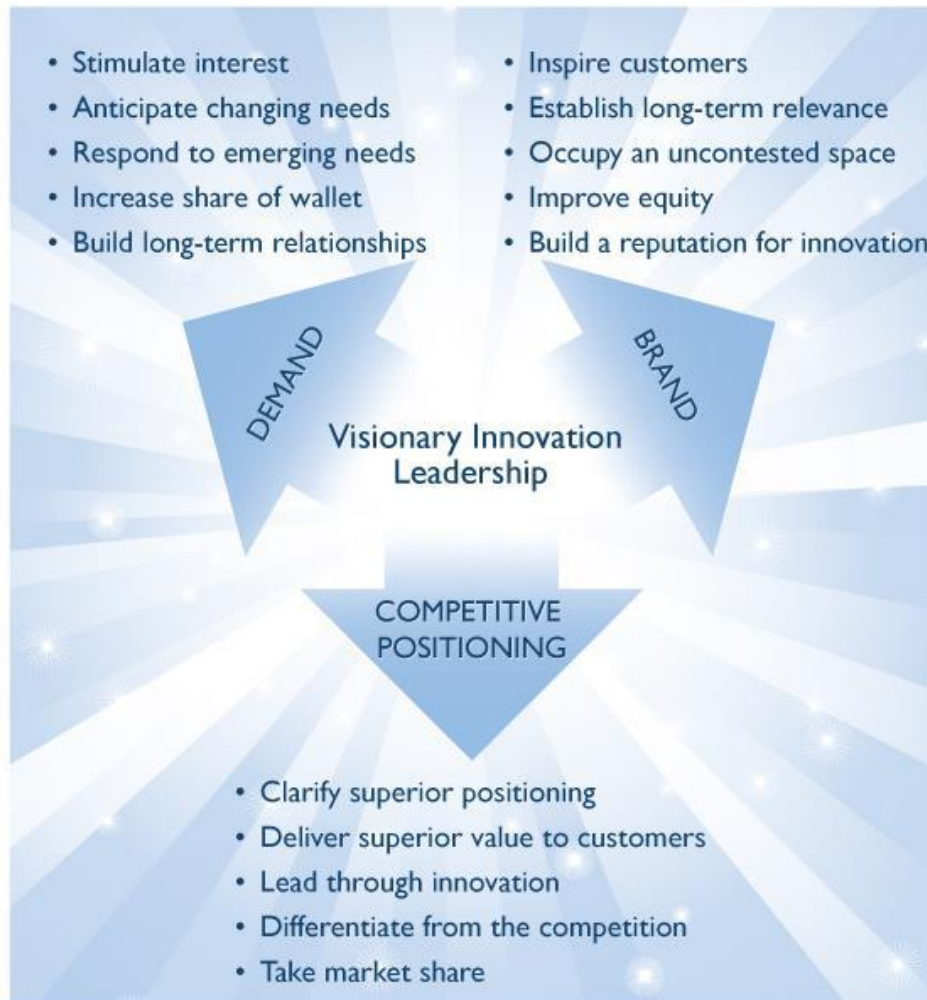 • Stimulate interest
• Anticipate changing needs
• Respond to emerging needs
• Increase share of wallet
• Build long-term relationships
• Inspire customers
• Establish long-term relevance
• Occupy an uncontested space
• Improve equity
• Build a reputation for innovation
DEMAND
BRAND
Visionary Innovation
Leadership
COMPETITIVE
POSITIONING
• Clarify superior positioning
• Deliver superior value to customers
• Lead through innovation
• Differentiate from the competition
• Take market share